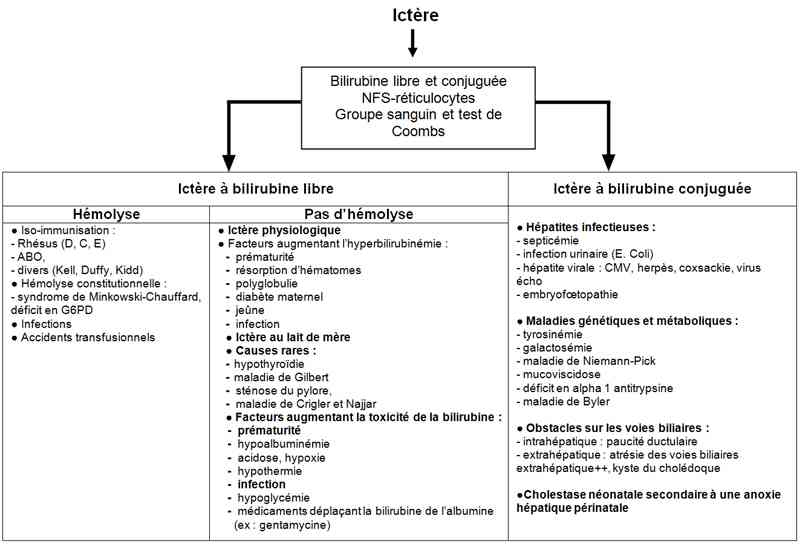 Ictère
Bilirubine libre et conjuguée
NFS-réticulocytes
Groupe sanguin et test de
Coombs
Ictère à bilirubine libre
Hémolyse
● Iso-immunisation :
- Rhésus (D, C, E)
- ABO,
- divers (Kell, Duffy, Kidd)
● Hémolyse constitutionnelle :
- syndrome de Minkowski-Chauffard,
déficit en G6PD
● Infections
● Accidents transfusionnels
Pas d'hémolyse
● Ictère physiologique
● Facteurs augmentant l'hyperbilirubinémie :
- prématurité
- résorption d'hématomes
- polyglobulie
- diabète maternel
- jeûne
- infection
● Ictère au lait de mère
● Causes rares :
- hypothyroïdie
- maladie de Gilbert
- sténose du pylore,
- maladie de Crigler et Najjar
● Facteurs augmentant la toxicité de la bilirubine :
- prématurité
- hypoalbuminémie
- acidose, hypoxie
- hypothermie
- infection
- hypoglycémie
- médicaments déplaçant la bilirubine de l'albumine
(ex : gentamycine)
Ictère à bilirubine conjuguée
● Hépatites infectieuses :
- septicémie
- infection urinaire (E. Coli)
- hépatite virale : CMV, herpès, coxsackie, virus
écho
- embryofœtopathie
● Maladies génétiques et métaboliques :
- tyrosinémie
- galactosémie
- maladie de Niemann-Pick
- mucoviscidose
- déficit en alpha 1 antitrypsine
- maladie de Byler
● Obstacles sur les voies biliaires :
- intrahépatique : paucité ductulaire
- extrahépatique : atrésie des voies biliaires
extrahépatique++, kyste du cholédoque
●Cholestase néonatale secondaire à une anoxie
hépatique périnatale